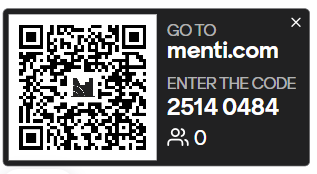 GO TO
menti.com
ENTER THE CODE
2514 0484
0